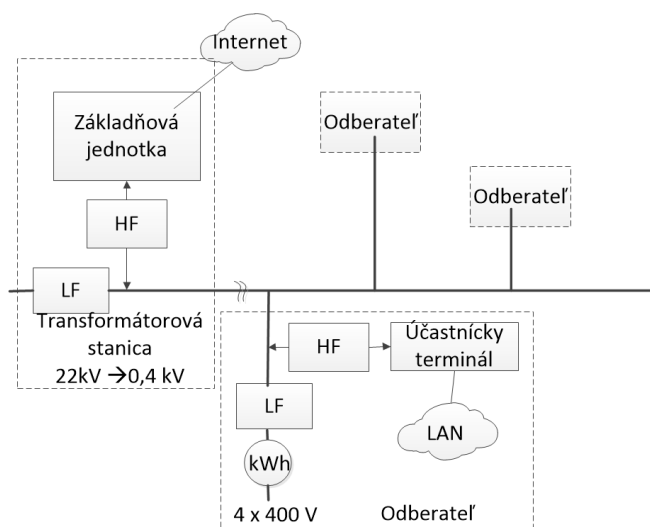 Internet
Základňová
jednotka
HF
LF
Transformátorová
stanica
22kV →0,4 kV
Odberateľ
Odberateľ
HF
Účastnícky
terminál
LF
LAN
kWh
4 x 400 V
Odberateľ